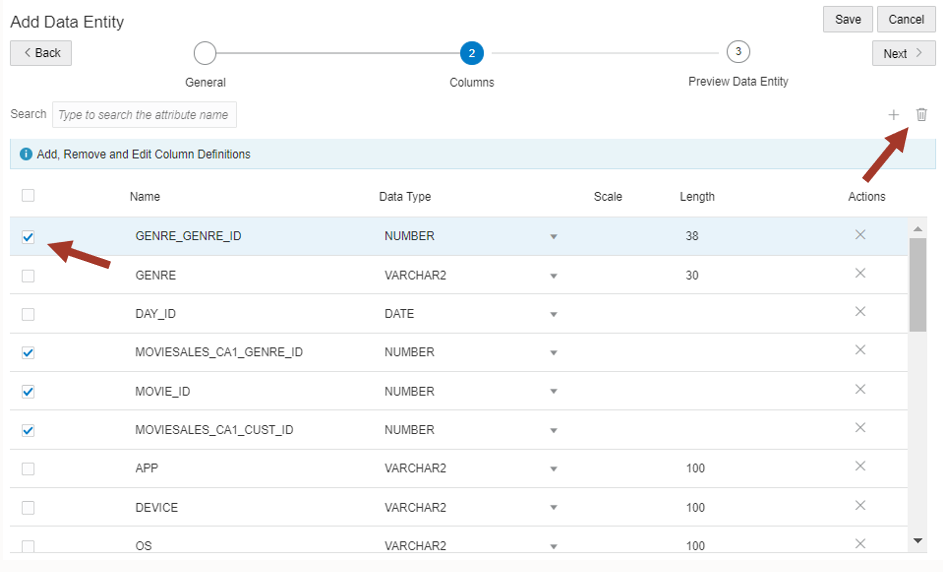 Add Data Entity
Save
Cancel
Back
2
3
Next
General
Columns
Preview Data Entity
Search
Type to search the attribute name
Add, Remove and Edit Column Definitions
Name Data Type Scale Length Actions
GENRE_GENRE_ID NUMBER 38
GENRE VARCHAR2 30
DAY_ID DATE
MOVIESALES_CA1_GENRE_ID NUMBER
MOVIE_ID NUMBER
MOVIESALES_CA1_CUST_ID NUMBER
APP VARCHAR2 100
DEVICE VARCHAR2 100
OS VARCHAR2 100